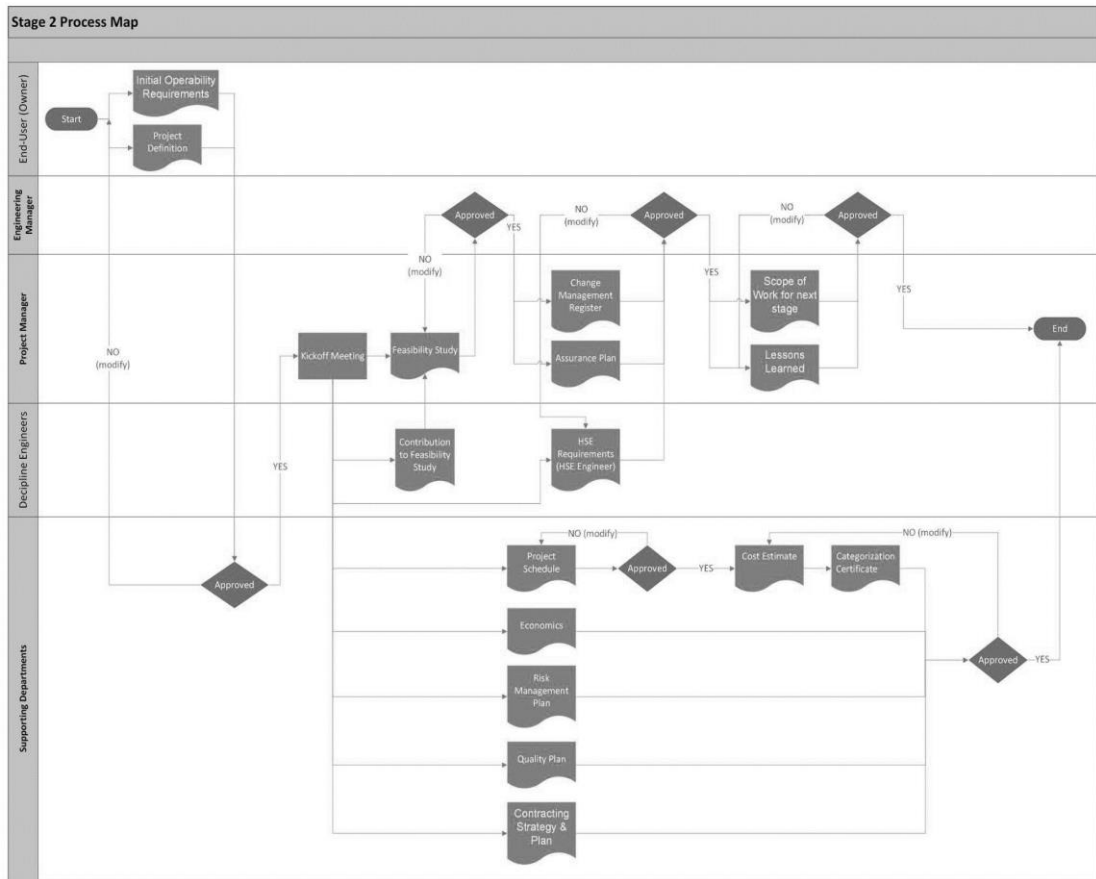 Stage 2 Process Map
End-User (Owner)
Start
Initial Operability
Requirements
Project
Definition
Engineering
Manager
Approved
NO
(modify)
YES
NO
(modify)
Approved
YES
NO
(modify)
Approved
YES
Project Manager
NO
(modify)
Kickoff Meeting
Feasibility Study
Change
Management
Register
Assurance Plan
Scope of
Work for next
stage
Lessons
Learned
End
Decipline Engineers
YES
Contribution
to Feasibility
Study
HSE
Requirements
(HSE Engineer)
Supporting Departments
Approved
NO (modify)
Project
Schedule
Approved
YES
NO (modify)
Cost Estimate
Categorization
Certificate
Economics
Approved
YES
Risk
Management
Plan
Quality Plan
Contracting
Strategy &
Plan